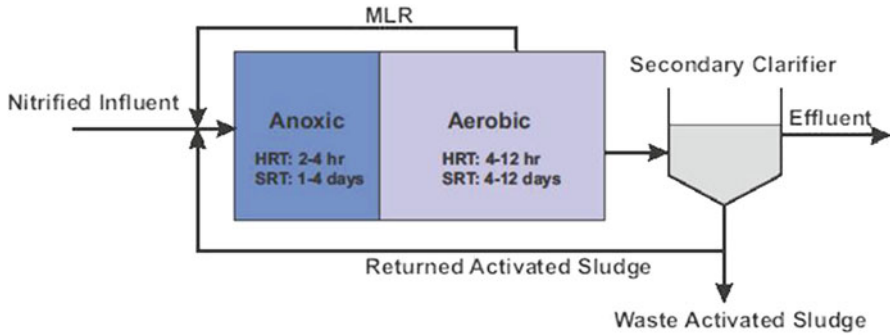 MLR
Secondary Clarifier
Nitrified Influent
Effluent
Anoxic
HRT: 2-4 hr
SRT: 1-4 days
Aerobic
HRT: 4-12 hr
SRT: 4-12 days
Returned Activated Sludge
Waste Activated Sludge